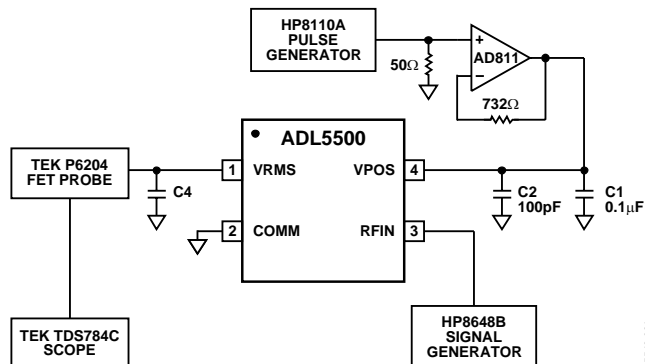 HP8110A
PULSE
GENERATOR
50Ω
+
AD811
−
732Ω
ADL5500
TEK P6204
FET PROBE
C4
1
VRMS
VPOS
4
C2
100pF
C1
0.1µF
2
COMM
RFIN
3
TEK TDS784C
SCOPE
HP8648B
SIGNAL
GENERATOR